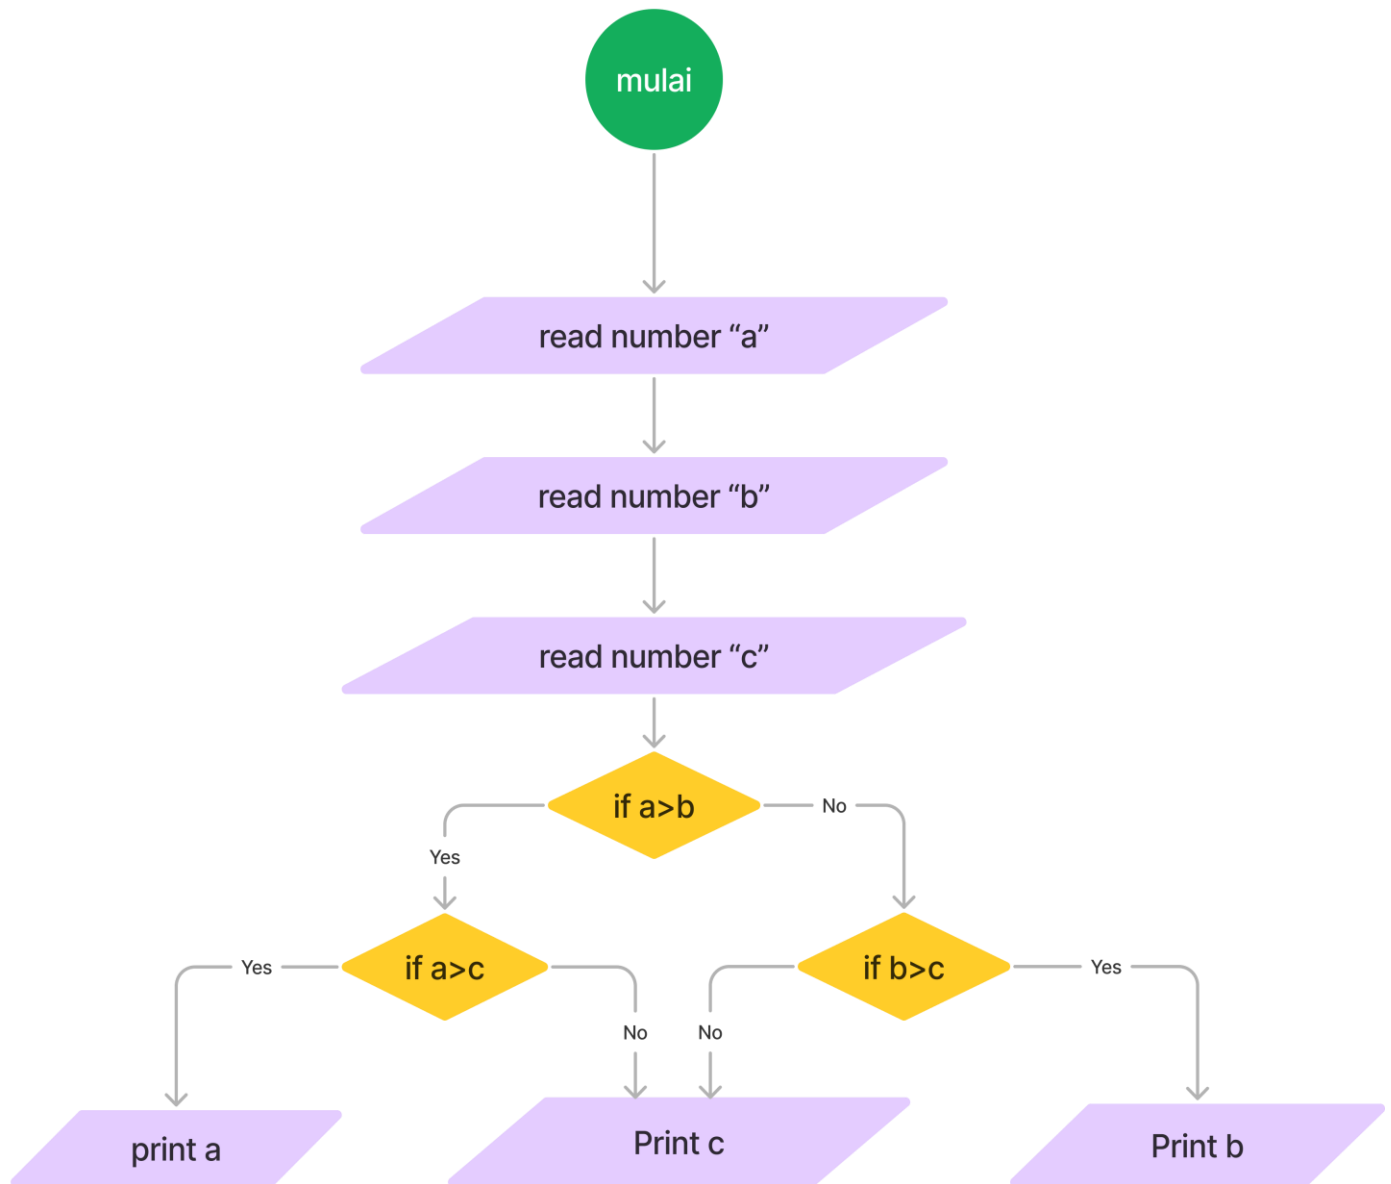 mulai
read number “a”
read number “b”
read number “c”
if a>b
No
Yes
if a>c
if b>c
Yes
Yes
No
No
print a
Print c
Print b